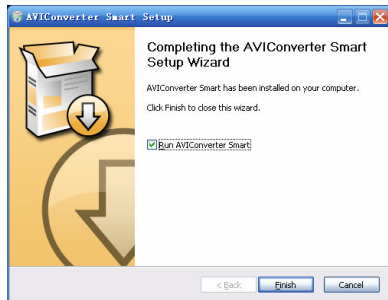 AVIConverter Smart Setup
Completing the AVIConverter Smart
Setup Wizard
AVIConverter Smart has been installed on your computer.
Click Finish to close this wizard.
Run AVIConverter Smart
< Back
Finish
Cancel